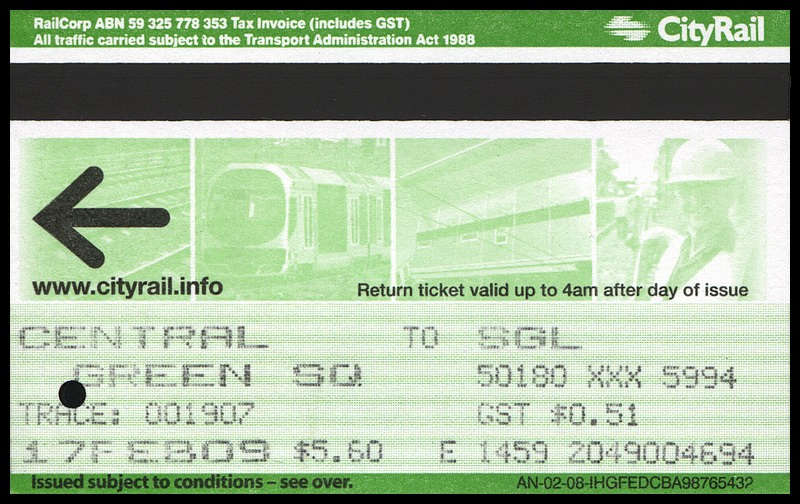 RailCorp ABN 59 325 778 353 Tax Invoice (includes GST)
All traffic carried subject to the Transport Administration Act 1988
CityRail
www.cityrail.info
Return ticket valid up to 4am after day of issue
CENTRAL TO SGL
GREEN SQ 50180 XXX 5994
TRACE: 001907 GST $0.51
17FEB09 $5.60 E 1459 2049004694
Issued subject to conditions – see over.
AN-02-08-IHGFEDCBA98765432